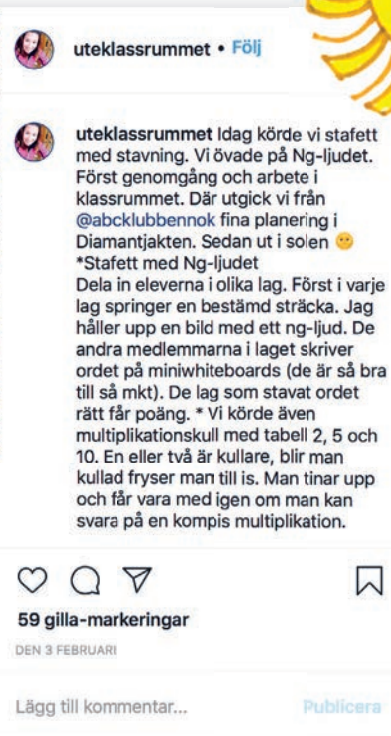 uteklassrummet • Följ
uteklassrummet Idag körde vi stafett
med stavning. Vi övade på Ng-ljudet.
Först genomgång och arbete i
klassrummet. Där utgick vi från
@abcklubbennok fina planering i
Diamantjakten. Sedan ut i solen
*Stafett med Ng-ljudet
Dela in eleverna i olika lag. Först i varje
lag springer en bestämd sträcka. Jag
håller upp en bild med ett ng-ljud. De
andra medlemmarna i laget skriver
ordet på miniwhiteboards (de är så bra
till så mkt). De lag som stavat ordet
rätt får poäng. * Vi körde även
multiplikationskull med tabell 2, 5 och
10. En eller två är kullare, blir man
kullad fryser man till is. Man tinar upp
och får vara med igen om man kan
svara på en kompis multiplikation.
59 gilla-markeringar
DEN 3 FEBRUARI
Lägg till kommentar... Publicera